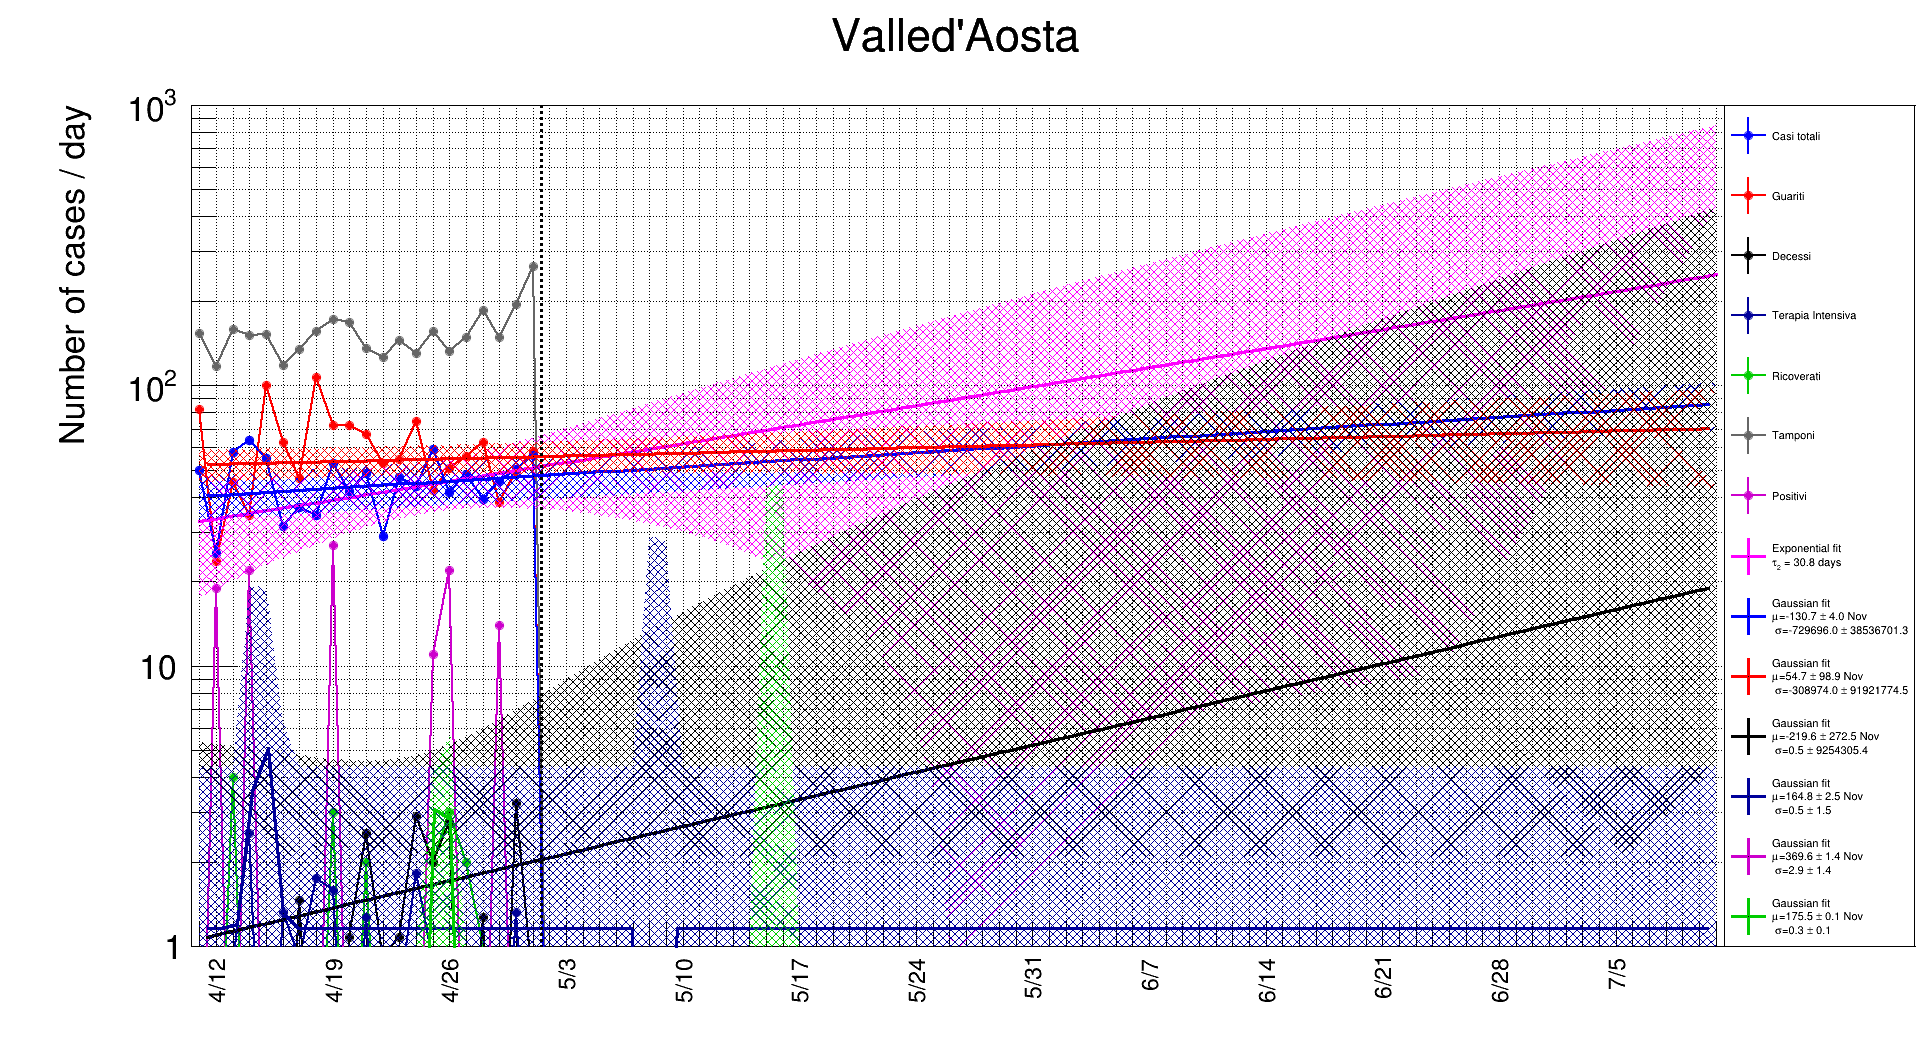 Valled'Aosta
Number of cases / day
10³
10²
10
1
4/12
4/19
4/26
5/3
5/10
5/17
5/24
5/31
6/7
6/14
6/21
6/28
7/5
Casi totali
Guariti
Decessi
Terapia Intensiva
Ricoverati
Tamponi
Positivi
Exponential fit
τ₂ = 30.8 days
Gaussian fit
μ=-130.7 ± 4.0 Nov
σ=-729696.0 ± 38536701.3
Gaussian fit
μ=54.7 ± 98.9 Nov
σ=-308974.0 ± 91921774.5
Gaussian fit
μ=-219.6 ± 272.5 Nov
σ=0.5 ± 9254305.4
Gaussian fit
μ=164.8 ± 2.5 Nov
σ=0.5 ± 1.5
Gaussian fit
μ=369.6 ± 1.4 Nov
σ=2.9 ± 1.4
Gaussian fit
μ=175.5 ± 0.1 Nov
σ=0.3 ± 0.1